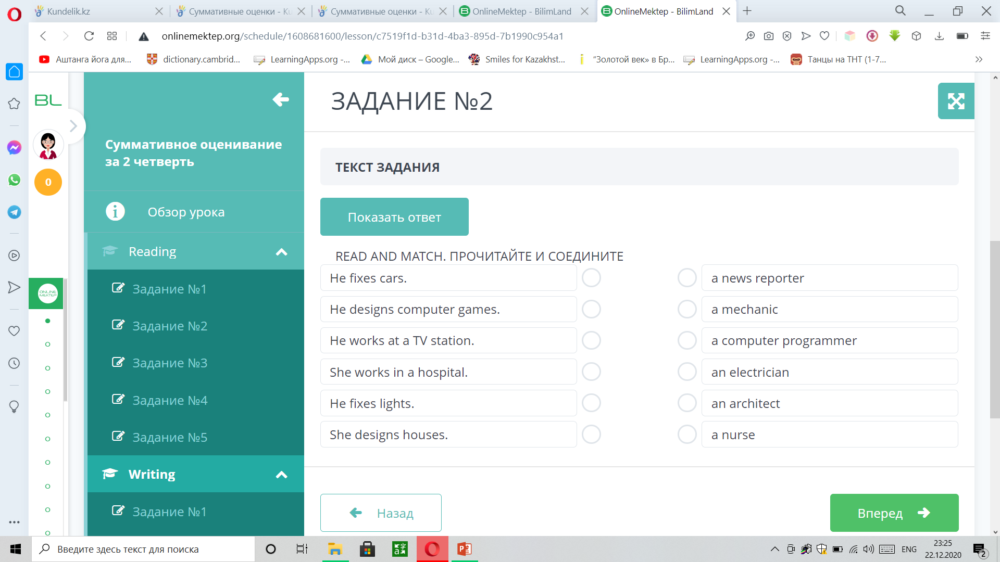 Kundelik.kz
Суммативные оценки - Ku
Суммативные оценки - Ku
OnlineMektep - BilimLand
OnlineMektep - BilimLand
onlinemektep.org/schedule/1608681600/lesson/c7519f1d-b31d-4ba3-895d-7b1990c954a1
Аштанга йога для...
dictionary.cambrid...
LearningApps.org -...
Мой диск – Google...
Smiles for Kazakhst...
“Золотой век» в Бр...
LearningApps.org -...
Танцы на ТНТ (1-7...
BL
0
ONLINE
MEKTEP
Суммативное оценивание
за 2 четверть
Обзор урока
Reading
Задание №1
Задание №2
Задание №3
Задание №4
Задание №5
Writing
Задание №1
ЗАДАНИЕ №2
ТЕКСТ ЗАДАНИЯ
Показать ответ
READ AND MATCH. ПРОЧИТАЙТЕ И СОЕДИНИТЕ
He fixes cars.
a news reporter
He designs computer games.
a mechanic
He works at a TV station.
a computer programmer
She works in a hospital.
an electrician
He fixes lights.
an architect
She designs houses.
a nurse
Назад
Вперед
Введите здесь текст для поиска
ENG
23:25
22.12.2020
2